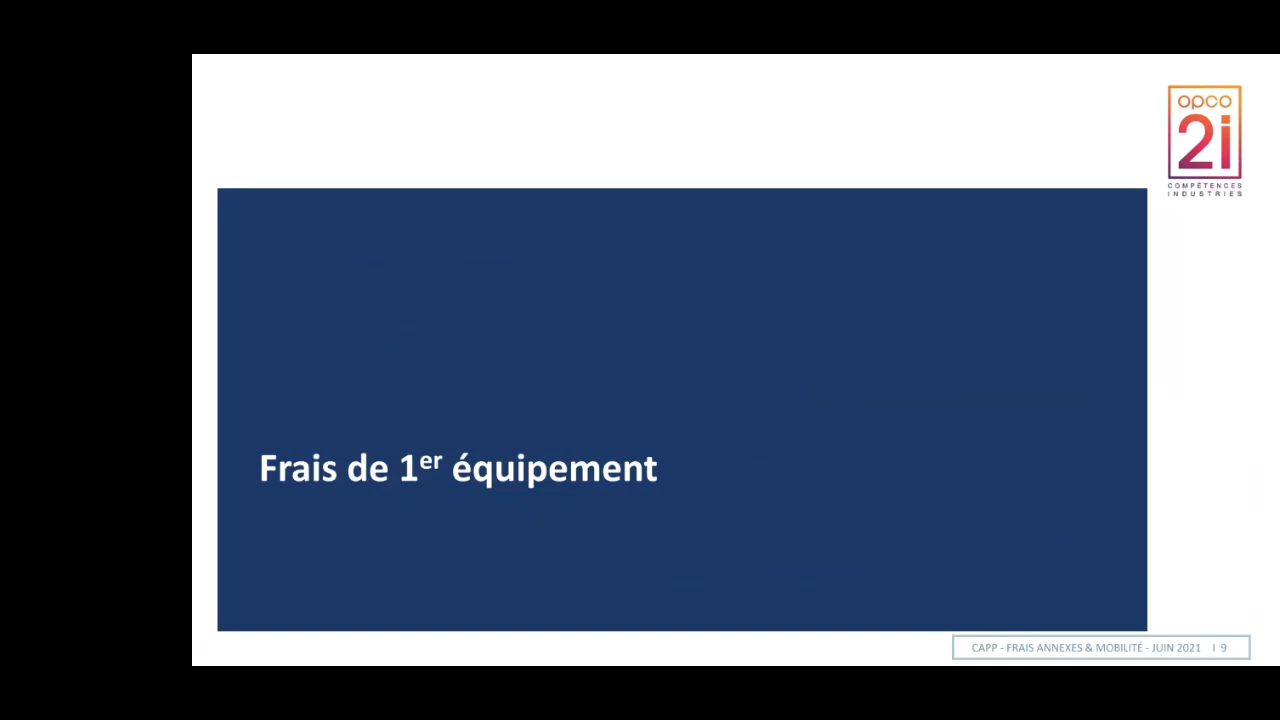 opco
2i
COMPÉTENCES
INDUSTRIES
Frais de 1er équipement
CAPP - FRAIS ANNEXES & MOBILITÉ - JUIN 2021 I 9